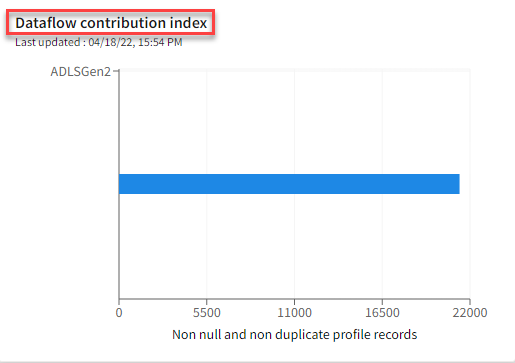 Dataflow contribution index
Last updated : 04/18/22, 15:54 PM
ADLSGen2
0 5500 11000 16500 22000
Non null and non duplicate profile records